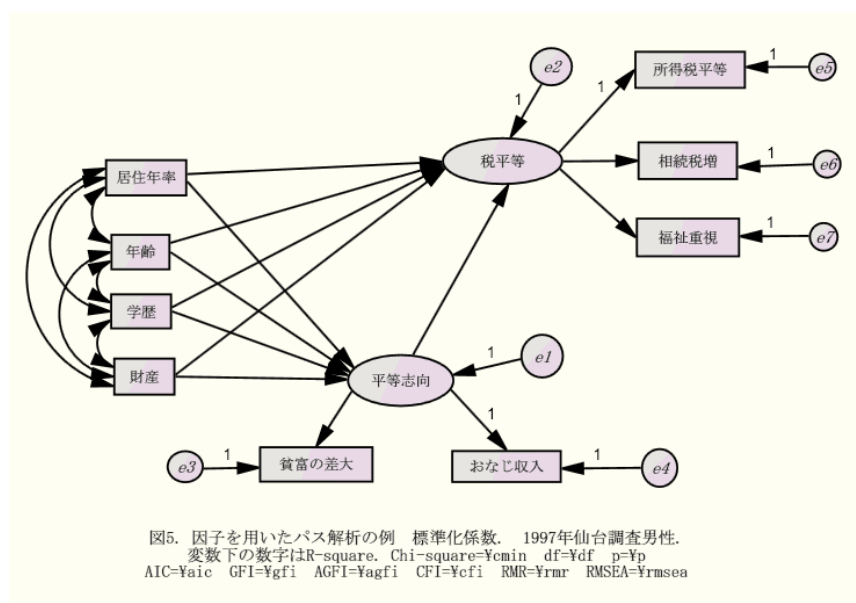 e2
1
所得税平等
1
e5
1
税平等
相続税増
1
e6
居住年率
福祉重視
1
e7
年齢
学歴
財産
平等志向
1
e1
1
e3
1
貧富の差大
おなじ収入
1
e4
図5. 因子を用いたパス解析の例 標準化係数. 1997年仙台調査男性.
変数下の数字はR-square. Chi-square=¥cmin df=¥df p=¥p
AIC=¥aic GFI=¥gfi AGFI=¥agfi CFI=¥cfi RMR=¥rmr RMSEA=¥rmsea